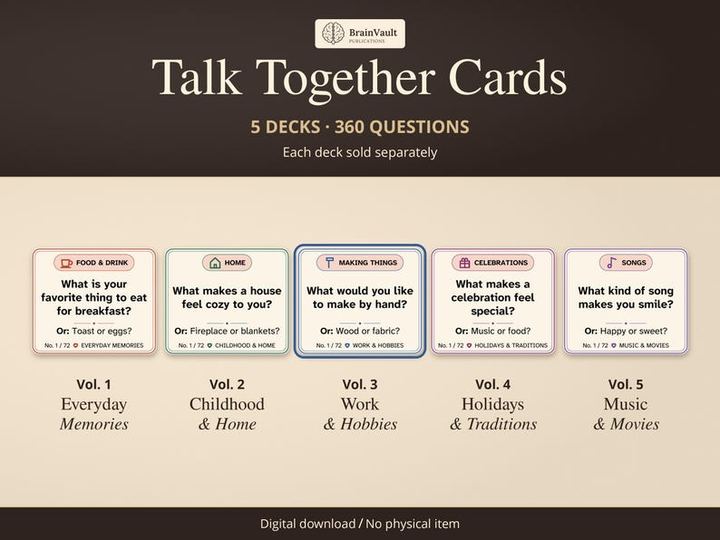 BrainVault
PUBLICATIONS
Talk Together Cards
5 DECKS · 360 QUESTIONS
Each deck sold separately
FOOD & DRINK
What is your
favorite thing to eat
for breakfast?
Or: Toast or eggs?
No. 1 / 72 EVERYDAY MEMORIES
HOME
What makes a house
feel cozy to you?
Or: Fireplace or blankets?
No. 1 / 72 CHILDHOOD & HOME
MAKING THINGS
What would you like
to make by hand?
Or: Wood or fabric?
No. 1 / 72 WORK & HOBBIES
CELEBRATIONS
What makes a
celebration feel
special?
Or: Music or food?
No. 1 / 72 HOLIDAYS & TRADITIONS
SONGS
What kind of song
makes you smile?
Or: Happy or sweet?
No. 1 / 72 MUSIC & MOVIES
Vol. 1
Everyday
Memories
Vol. 2
Childhood
& Home
Vol. 3
Work
& Hobbies
Vol. 4
Holidays
& Traditions
Vol. 5
Music
& Movies
Digital download / No physical item